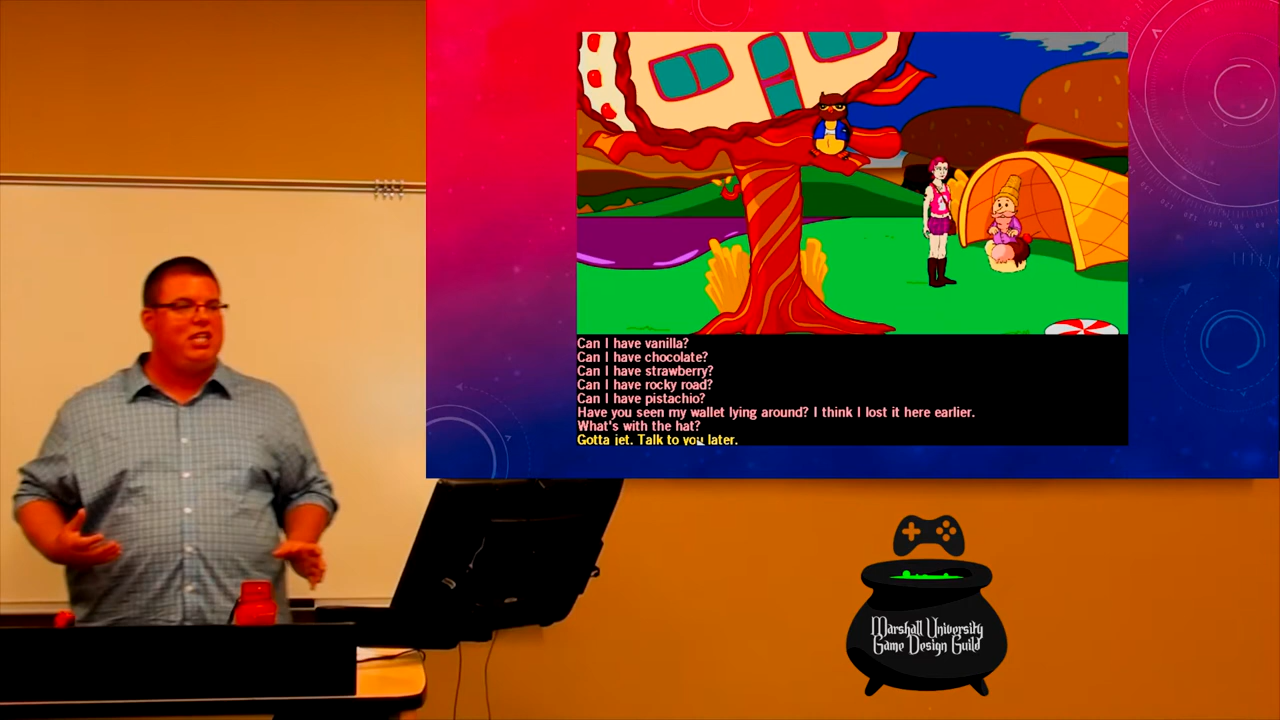 Can I have vanilla?
Can I have chocolate?
Can I have strawberry?
Can I have rocky road?
Can I have pistachio?
Have you seen my wallet lying around? I think I lost it here earlier.
What's with the hat?
Gotta jet. Talk to you later.
Marshall University
Game Design Guild